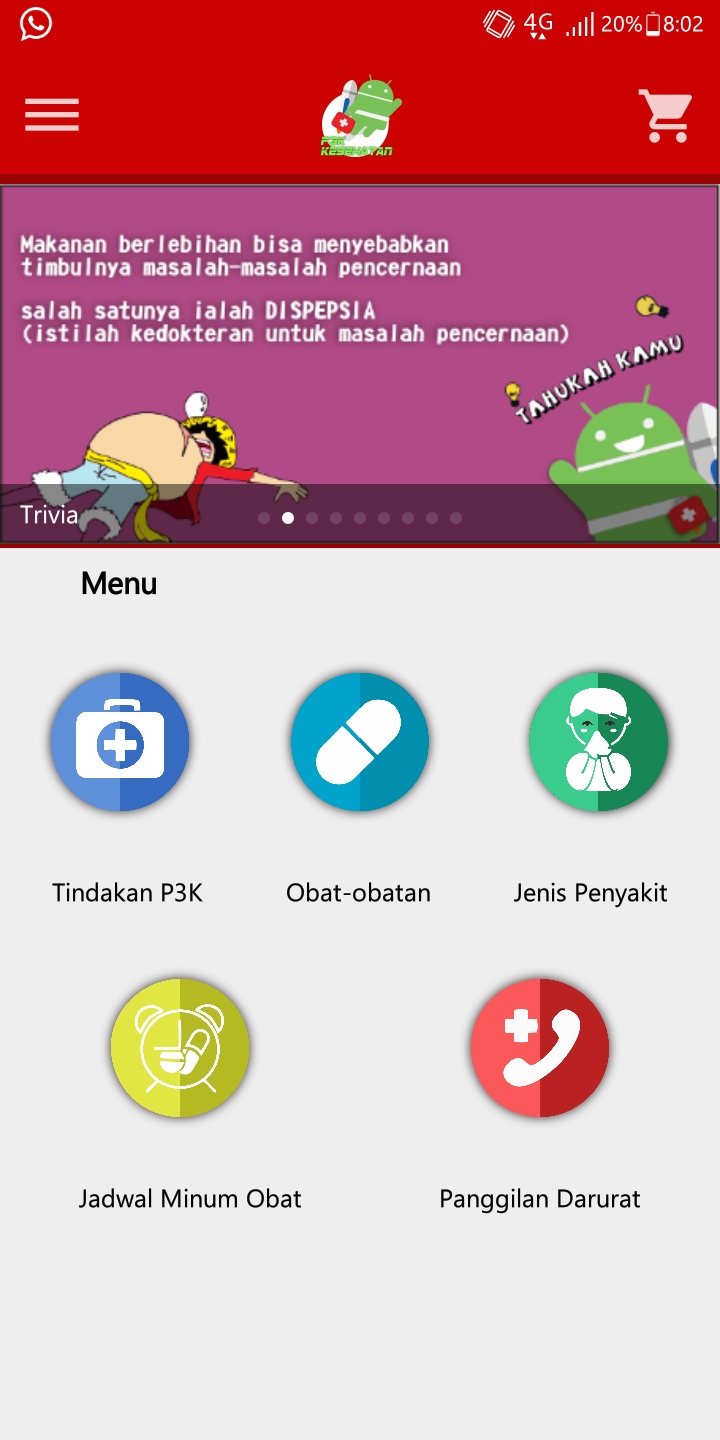 4G 20% 8:02
P3K
KESEHATAN
Makanan berlebihan bisa menyebabkan
timbulnya masalah-masalah pencernaan
salah satunya ialah DISPEPSIA
(istilah kedokteran untuk masalah pencernaan)
TAHUKAH KAMU
Trivia
Menu
Tindakan P3K
Obat-obatan
Jenis Penyakit
Jadwal Minum Obat
Panggilan Darurat